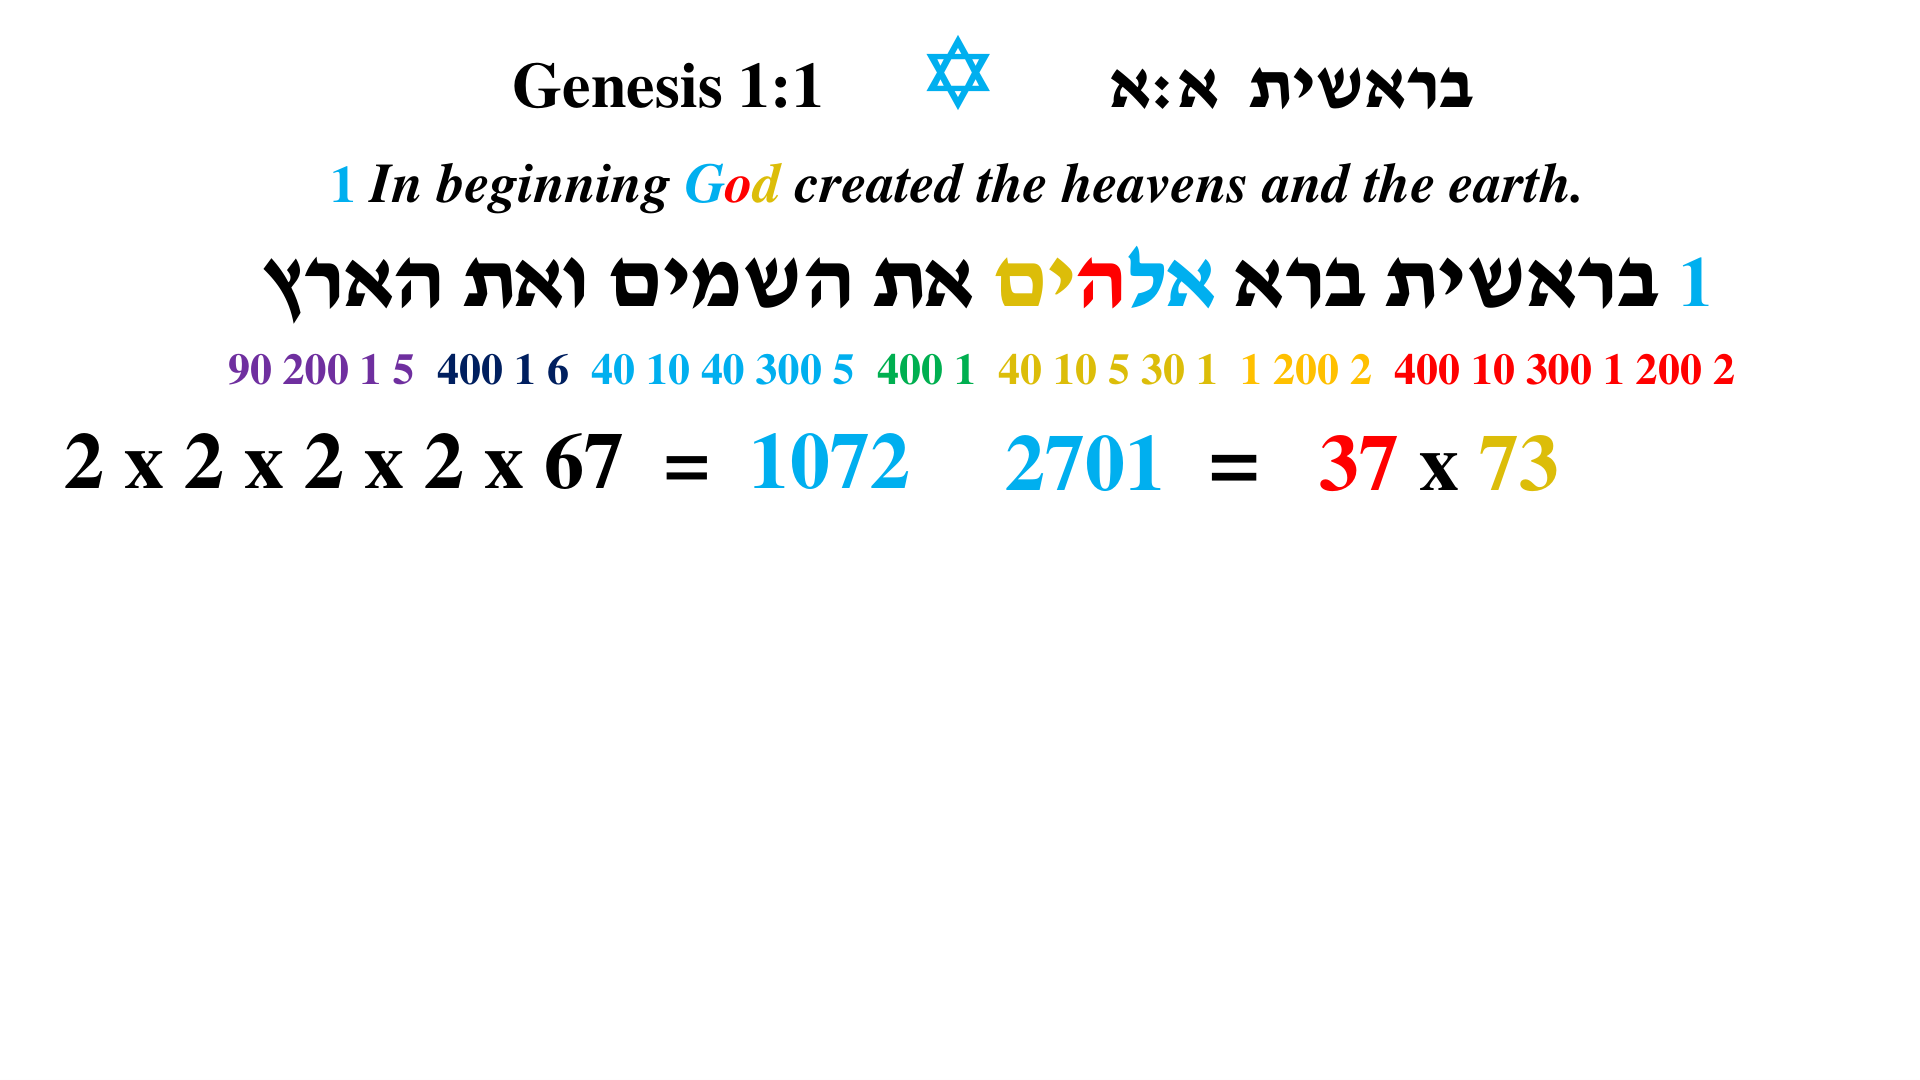 Genesis 1:1 ✡ בראשית א:א
1 In beginning God created the heavens and the earth.
1 בראשית ברא אלהים את השמים ואת הארץ
90 200 1 5 400 1 6 40 10 40 300 5 400 1 40 10 5 30 1 1 200 2 400 10 300 1 200 2
2 x 2 x 2 x 2 x 67 = 1072 2701 = 37 x 73